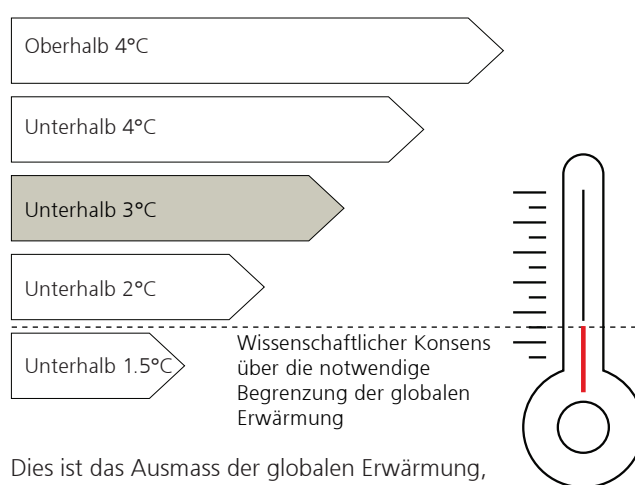 Oberhalb 4°C
Unterhalb 4°C
Unterhalb 3°C
Unterhalb 2°C
Unterhalb 1.5°C
Wissenschaftlicher Konsens
über die notwendige
Begrenzung der globalen
Erwärmung
Dies ist das Ausmass der globalen Erwärmung,